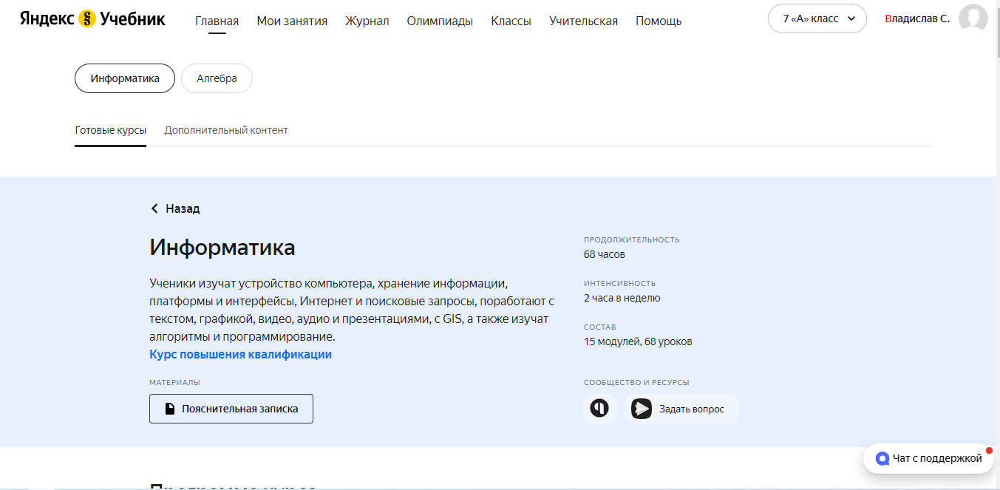 Яндекс Учебник
Главная Мои занятия Журнал Олимпиады Классы Учительская Помощь
7 «А» класс
Владислав С.
Информатика Алгебра
Готовые курсы Дополнительный контент
Назад
Информатика
Ученики изучат устройство компьютера, хранение информации,
платформы и интерфейсы, Интернет и поисковые запросы, поработают с
текстом, графикой, видео, аудио и презентациями, с GIS, а также изучат
алгоритмы и программирование.
Курс повышения квалификации
МАТЕРИАЛЫ
Пояснительная записка
ПРОДОЛЖИТЕЛЬНОСТЬ
68 часов
ИНТЕНСИВНОСТЬ
2 часа в неделю
СОСТАВ
15 модулей, 68 уроков
СООБЩЕСТВО И РЕСУРСЫ
Задать вопрос
Чат с поддержкой
Программа курса